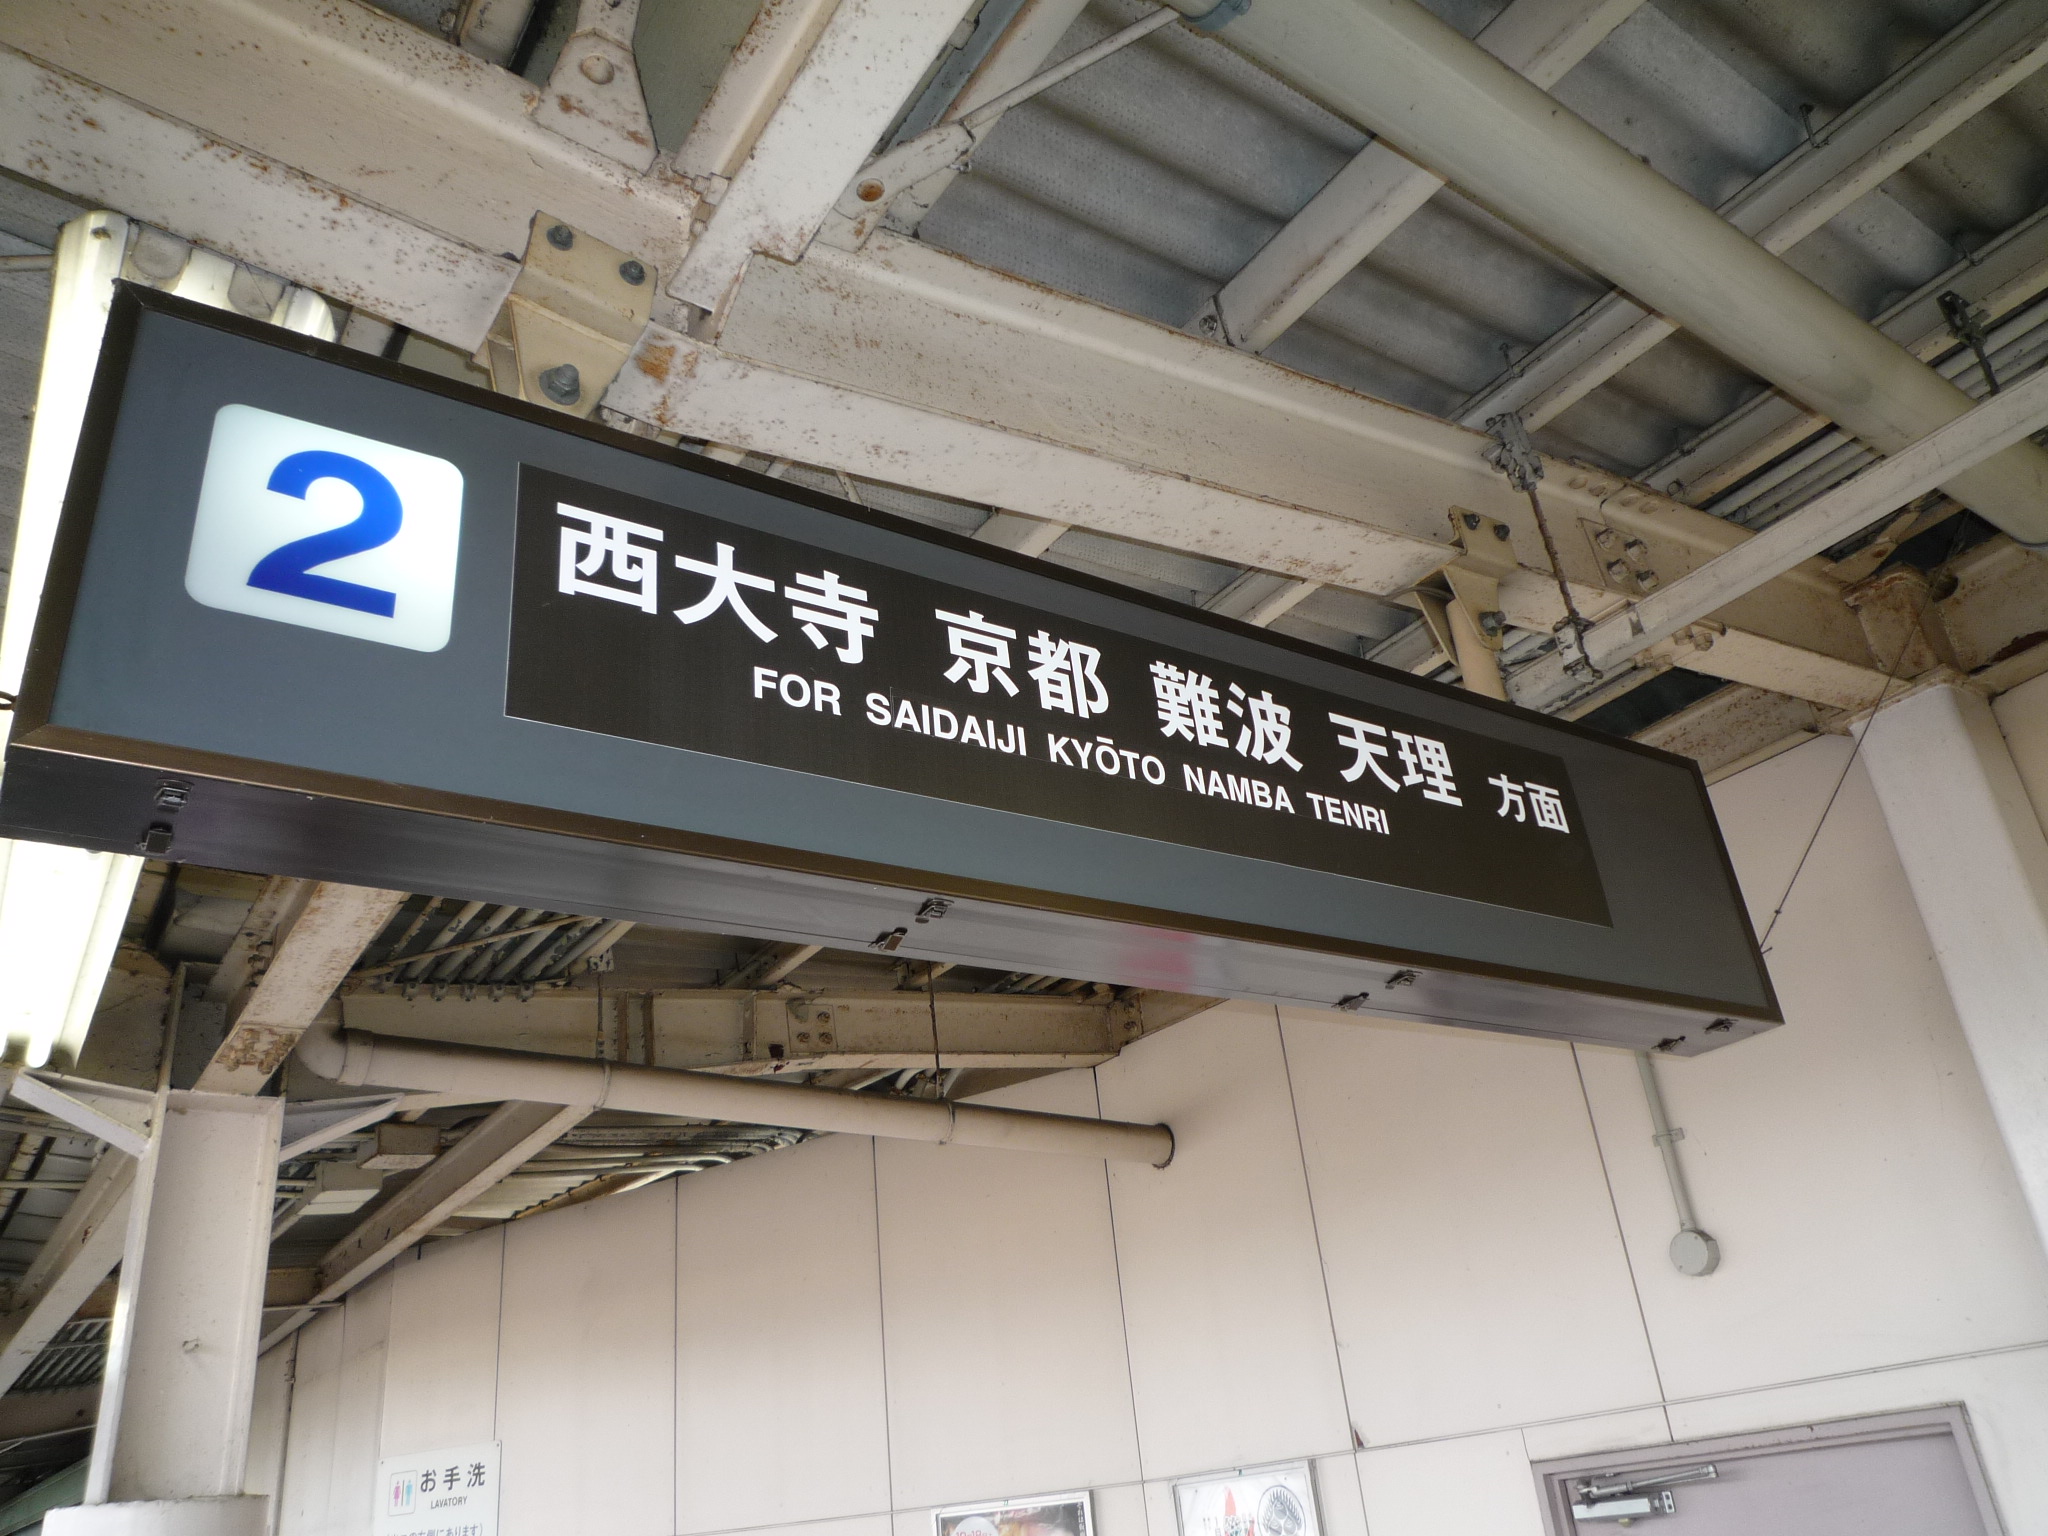 2
西大寺 京都 難波 天理 方面
FOR SAIDAIJI KYŌTO NAMBA TENRI
お手洗
LAVATORY